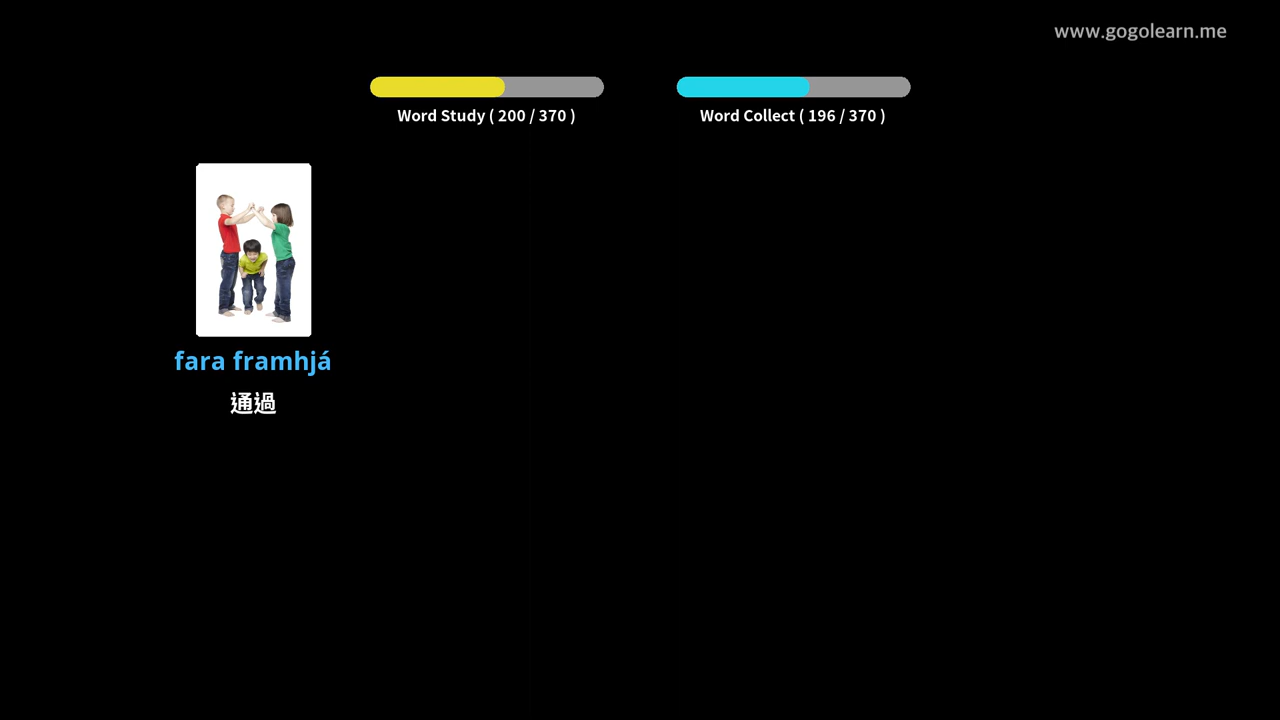 www.gogolearn.me
Word Study ( 200 / 370 )
Word Collect ( 196 / 370 )
fara framhjá
通過